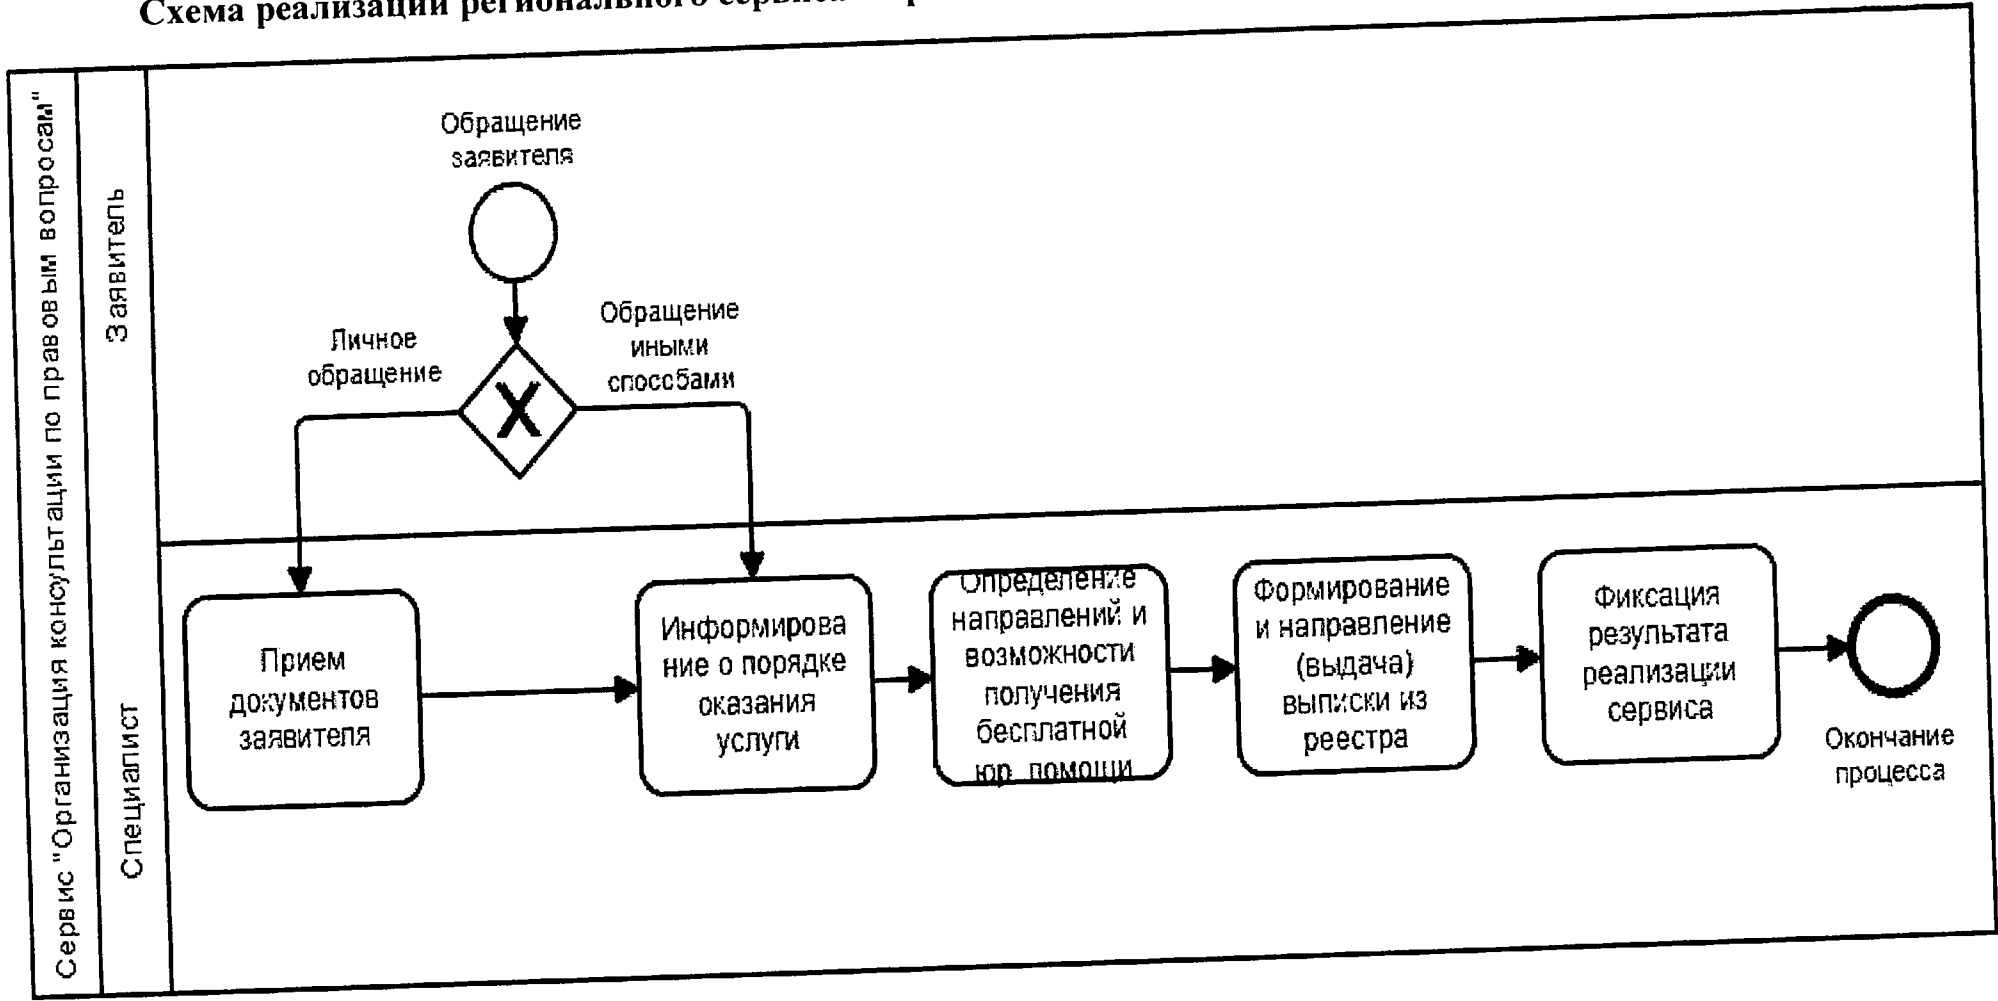 Схема реализации регионального сервиса
Сервис "Организация консультации по правовым вопросам"
Заявитель
Обращение
заявителя
Личное
обращение
Обращение
иными
способами
X
Специалист
Прием
документов
заявителя
Информирова
ние о порядке
оказания
услуги
Определение
направлений и
возможности
получения
бесплатной
юр. помощи
Формирование
и направление
(выдача)
выписки из
реестра
Фиксация
результата
реализации
сервиса
Окончание
процесса